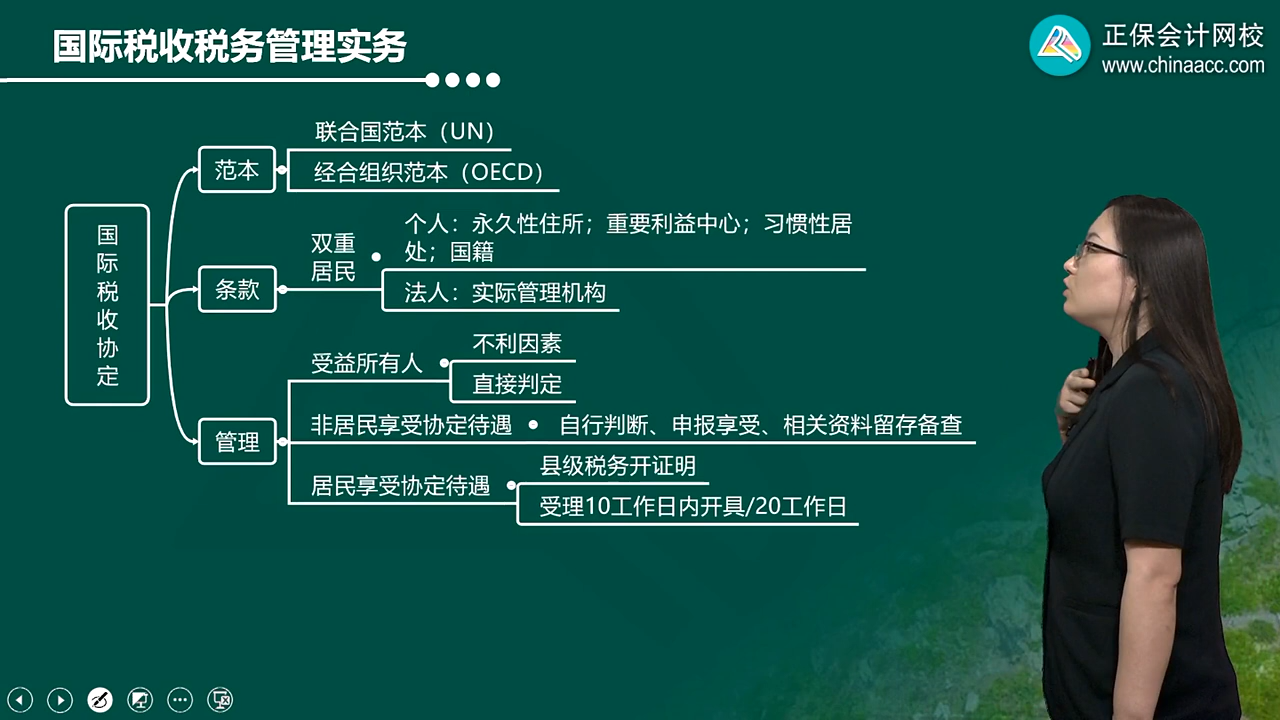 国际税收税务管理实务
正保会计网校
www.chinaacc.com
国际税收协定
范本
联合国范本（UN）
经合组织范本（OECD）
条款
双重
居民
个人：永久性住所；重要利益中心；习惯性居
处；国籍
法人：实际管理机构
管理
受益所有人
不利因素
直接判定
非居民享受协定待遇
自行判断、申报享受、相关资料留存备查
居民享受协定待遇
县级税务开证明
受理10工作日内开具/20工作日